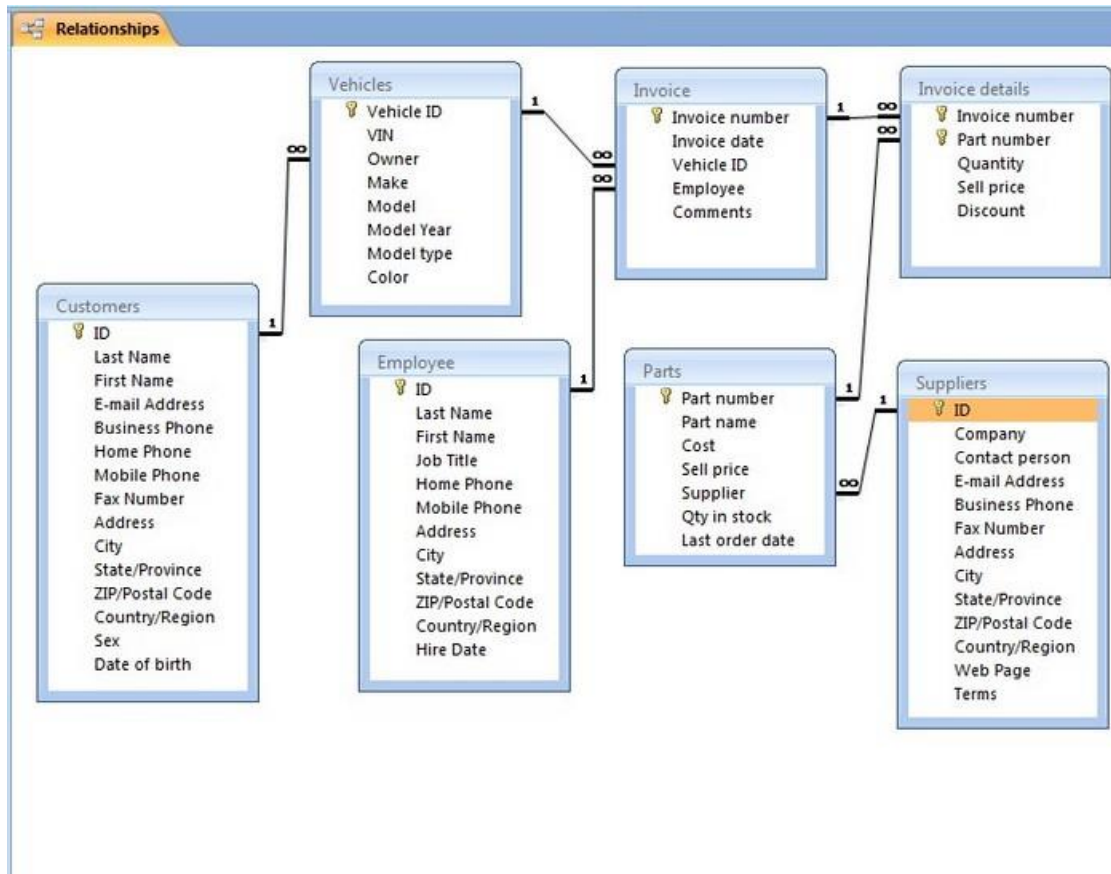 Relationships
Vehicles
Vehicle ID
VIN
Owner
Make
Model
Model Year
Model type
Color
Invoice
Invoice number
Invoice date
Vehicle ID
Employee
Comments
Invoice details
Invoice number
Part number
Quantity
Sell price
Discount
Customers
ID
Last Name
First Name
E-mail Address
Business Phone
Home Phone
Mobile Phone
Fax Number
Address
City
State/Province
ZIP/Postal Code
Country/Region
Sex
Date of birth
Employee
ID
Last Name
First Name
Job Title
Home Phone
Mobile Phone
Address
City
State/Province
ZIP/Postal Code
Country/Region
Hire Date
Parts
Part number
Part name
Cost
Sell price
Supplier
Qty in stock
Last order date
Suppliers
ID
Company
Contact person
E-mail Address
Business Phone
Fax Number
Address
City
State/Province
ZIP/Postal Code
Country/Region
Web Page
Terms
1
∞
1
∞
1
∞
1
∞
1
∞
1
∞